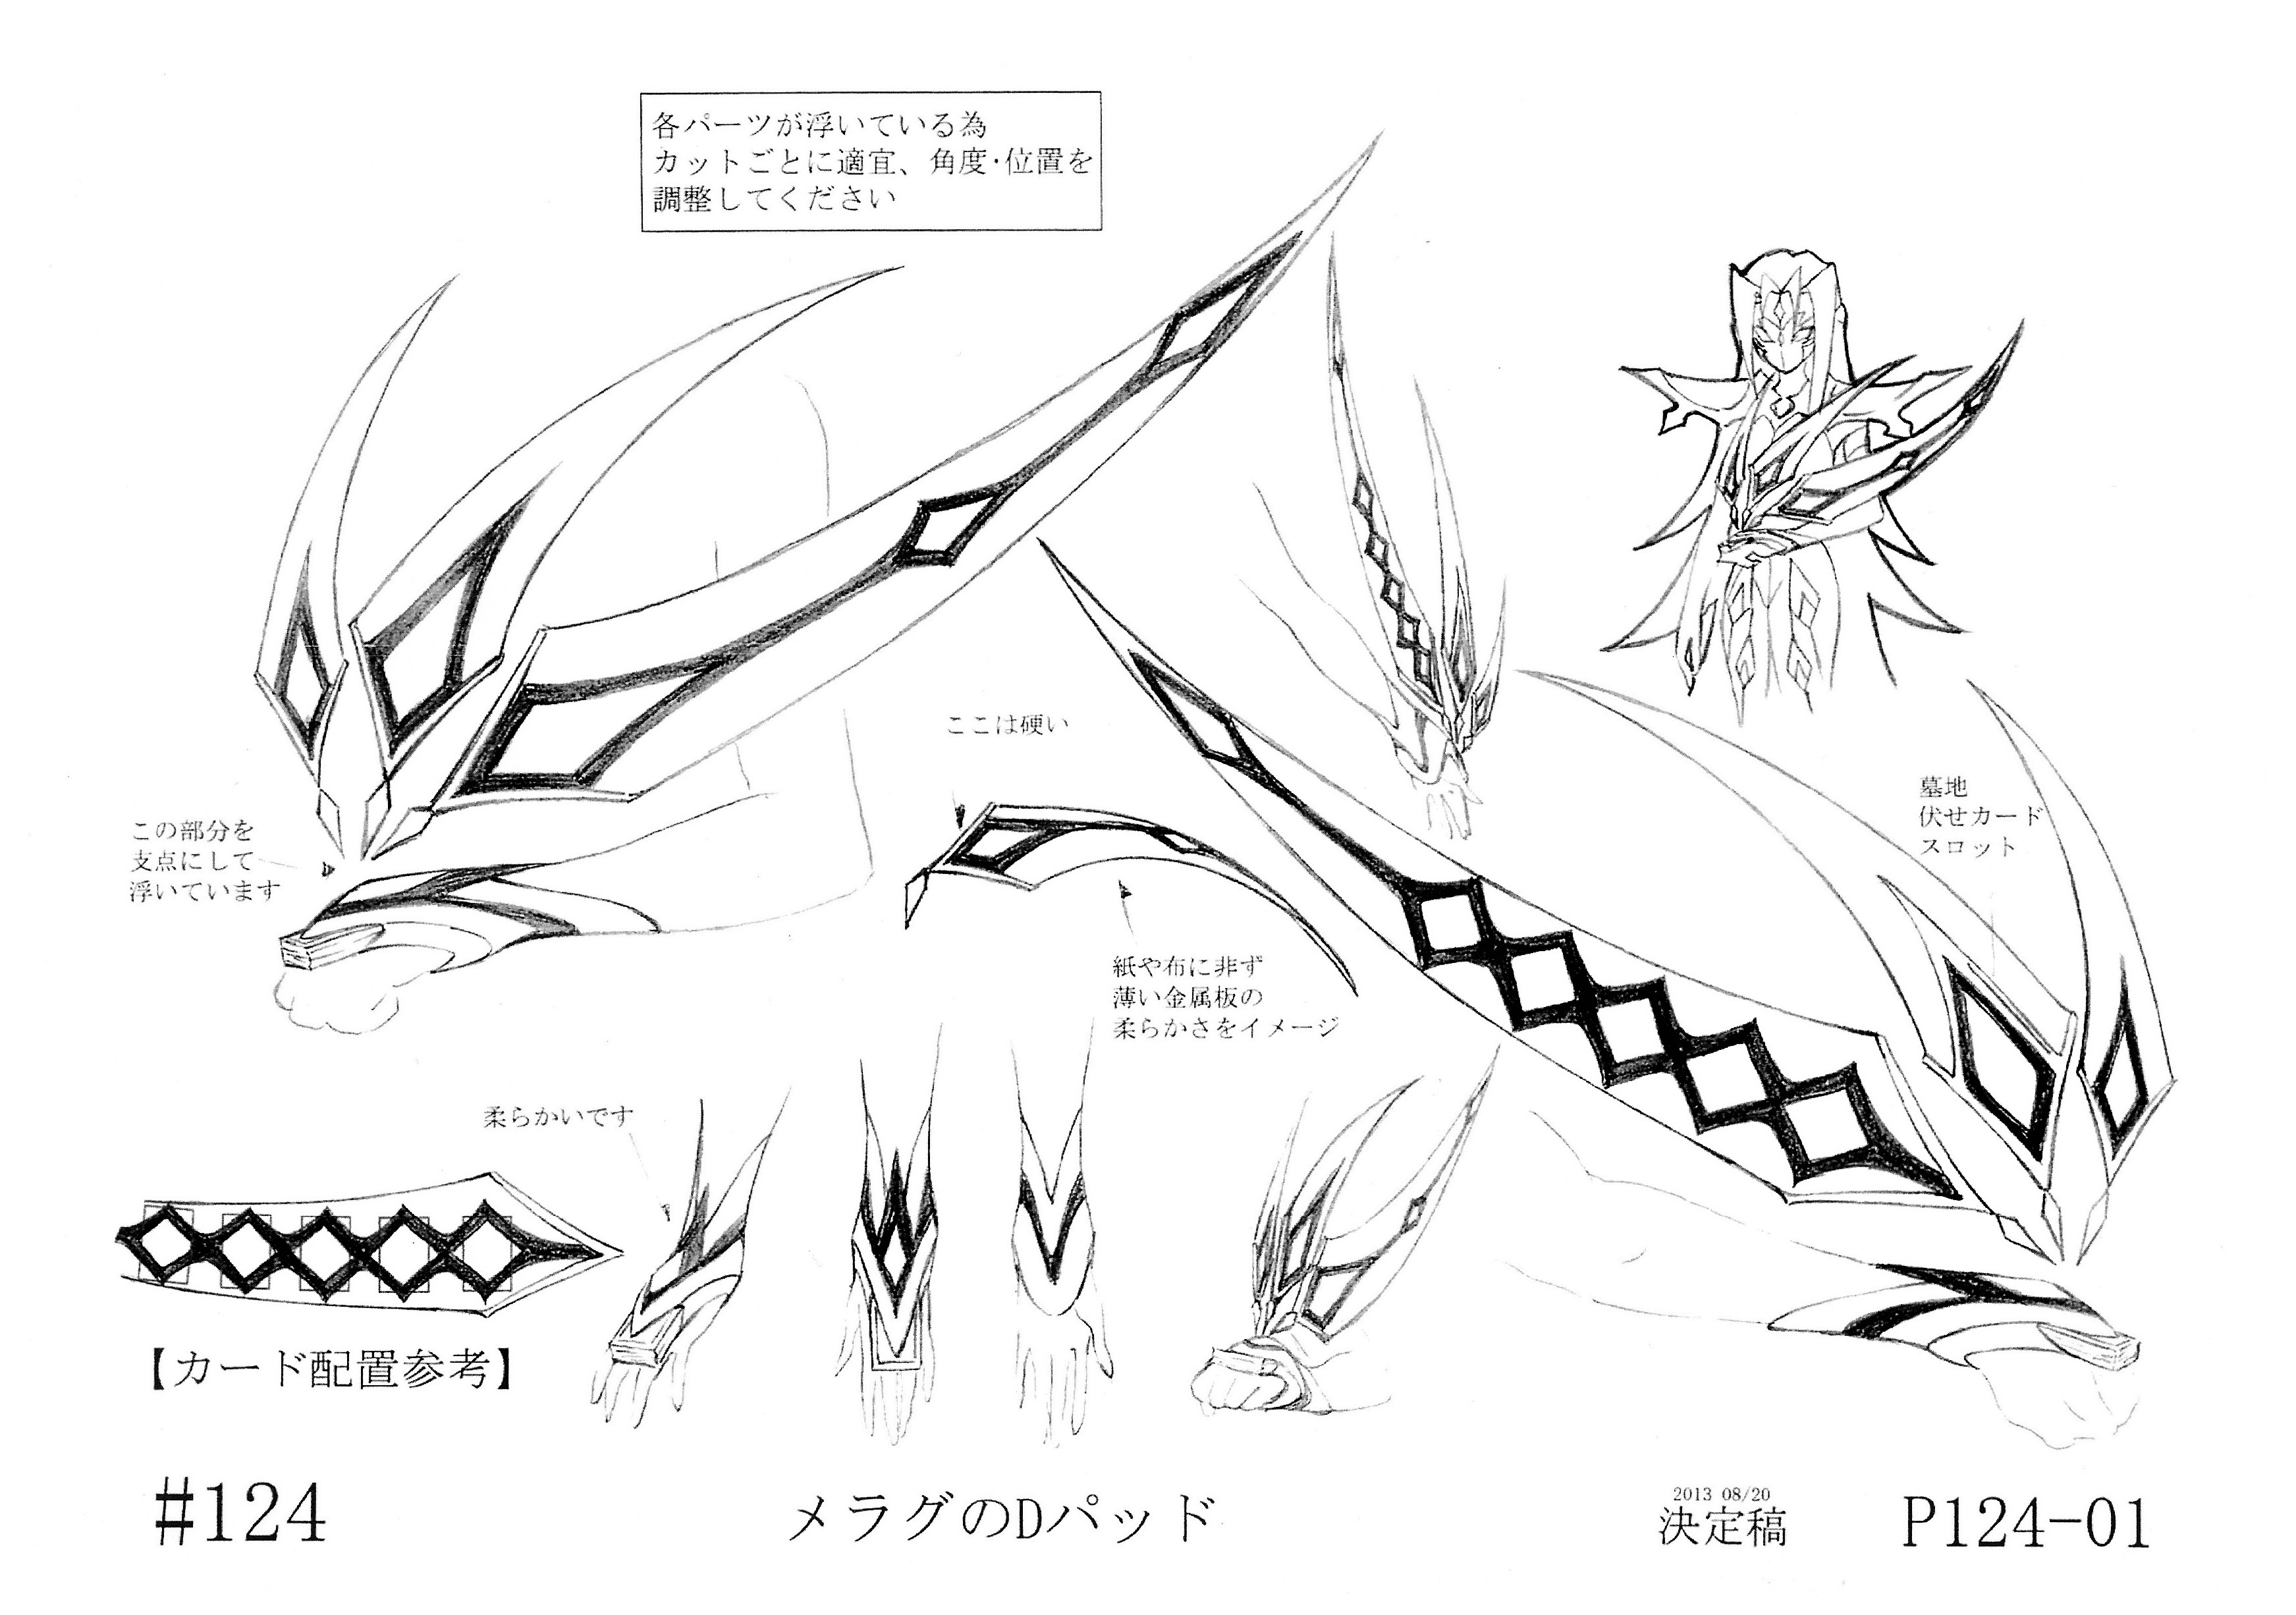 各パーツが浮いている為
カットごとに適宜、角度･位置を
調整してください
ここは硬い
墓地
伏せカード
スロット
この部分を
支点にして
浮いています
紙や布に非ず
薄い金属板の
柔らかさをイメージ
柔らかいです
【カード配置参考】
#124
メラグのDパッド
2013 08/20
決定稿
P124-01